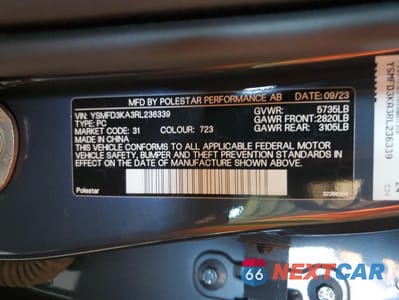 MFD BY POLESTAR PERFORMANCE AB DATE: 09/23
VIN: YSMFD3KA3RL236339 GVWR: 5735LB
TYPE: PC
MARKET CODE: 31 COLOUR: 723 GAWR FRONT:2820LB
MADE IN CHINA GAWR REAR: 3105LB
THIS VEHICLE CONFORMS TO ALL APPLICABLE FEDERAL MOTOR
VEHICLE SAFETY, BUMPER AND THEFT PREVENTION STANDARDS IN
EFFECT ON THE DATE OF MANUFACTURE SHOWN ABOVE.
Polestar
YSMFD3KA3RL236339
66 NEXTCAR